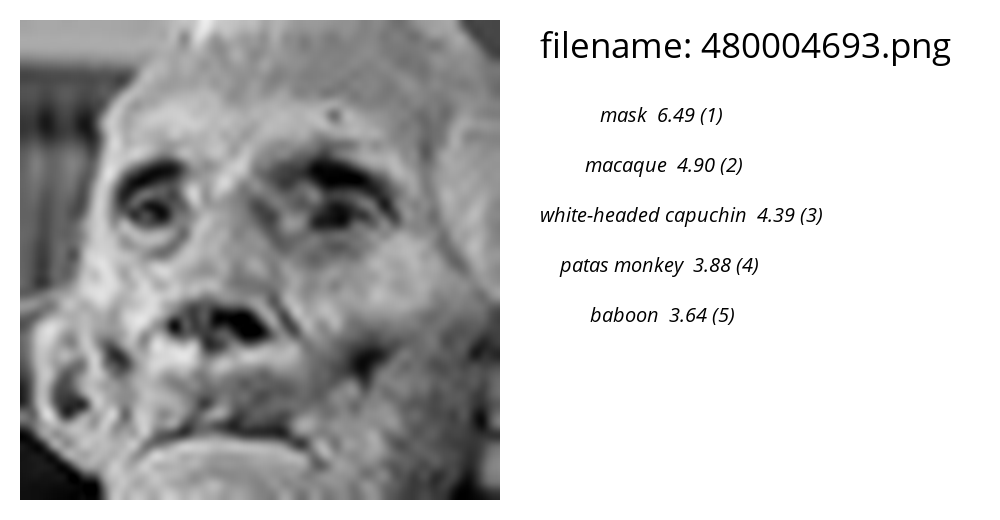 filename: 480004693.png
mask 6.49 (1)
macaque 4.90 (2)
white-headed capuchin 4.39 (3)
patas monkey 3.88 (4)
baboon 3.64 (5)